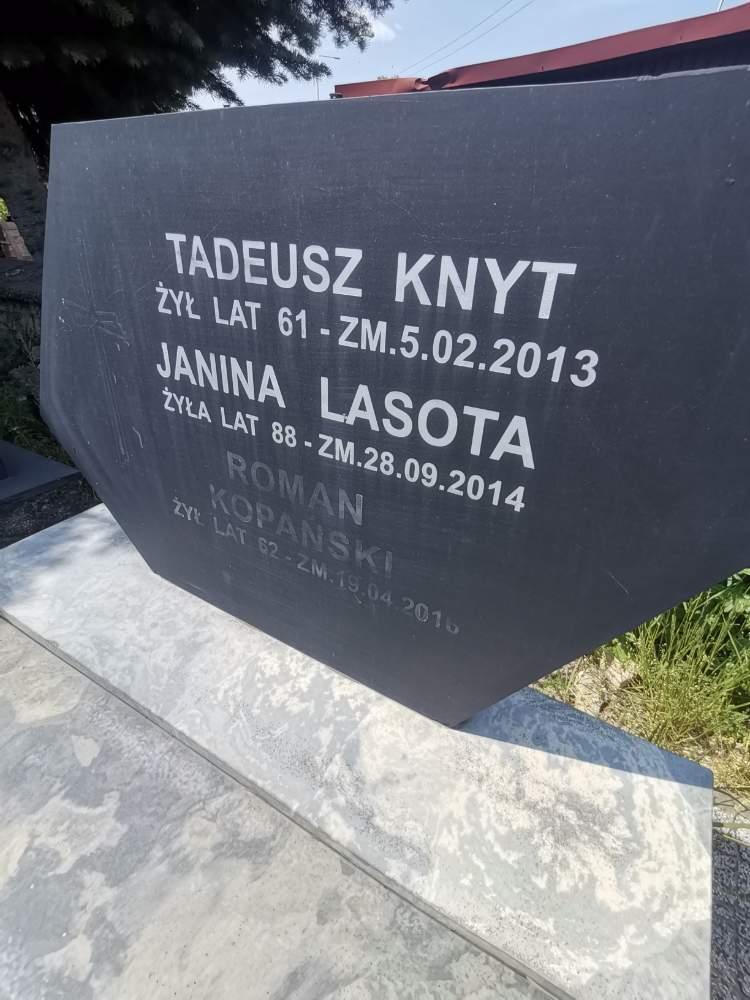 TADEUSZ KNYT
ŻYŁ LAT 61 - ZM.5.02.2013
JANINA LASOTA
ŻYŁA LAT 88 - ZM.28.09.2014
ROMAN
KOPAŃSKI
ŻYŁ LAT 62 - ZM.19.04.2016